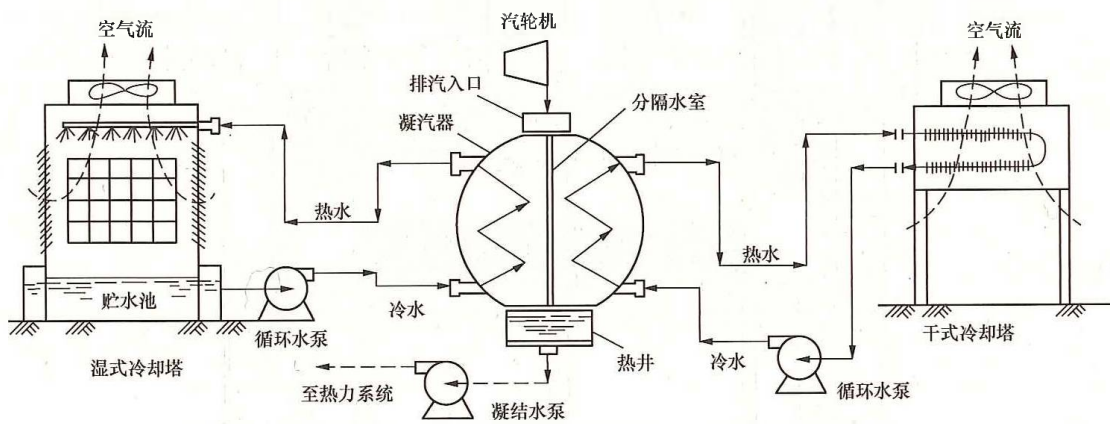 空气流
汽轮机
空气流
排汽入口
分隔水室
凝汽器
热水
热水
贮水池
冷水
循环水泵
热井
冷水
干式冷却塔
湿式冷却塔
至热力系统
凝结水泵
循环水泵